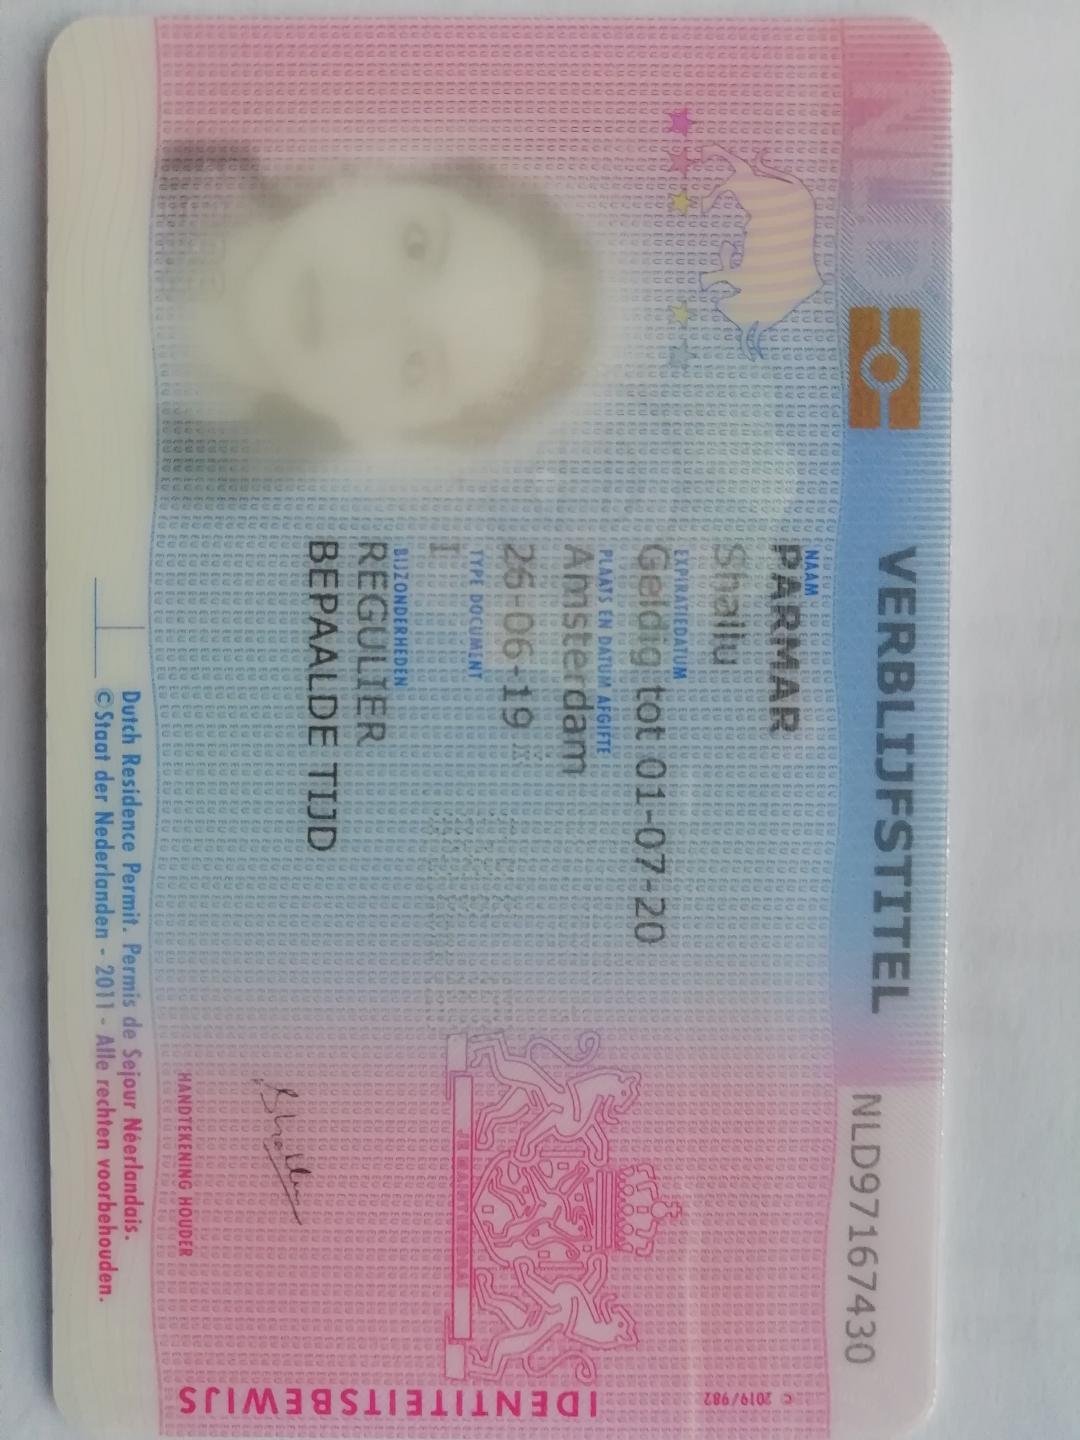 NLD
VERBLIJFSTITEL
NLD97167430
NAAM
PARMAR
Shallu
EXPIRATIEDATUM
Geldig tot 01-07-20
PLAATS EN DATUM AFGIFTE
Amsterdam
26-06-19
TYPE DOCUMENT
I
BIJZONDERHEDEN
REGULIER
BEPAALDE TIJD
© 2019/982
JE MAINTIENDRAI
IDENTITEITSBEWIJS
HANDTEKENING HOUDER
Dutch Residence Permit. Permis de Sejour Néerlandais.
©Staat der Nederlanden - 2011 - Alle rechten voorbehouden.